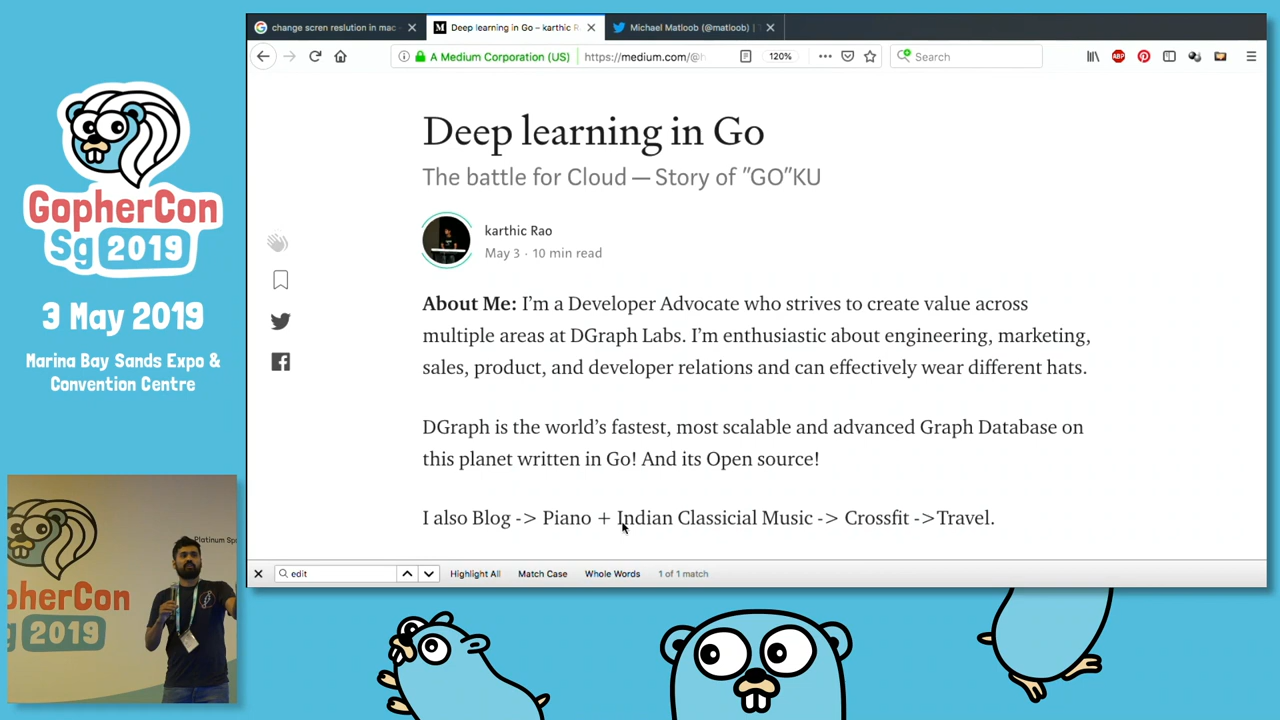 GopherCon
Sg 2019
3 May 2019
Marina Bay Sands Expo &
Convention Centre
change scren reslution in mac
Deep learning in Go – karthic R
Michael Matloob (@matloob) | T
A Medium Corporation (US)
https://medium.com/@h
120%
Search
ABP
Deep learning in Go
The battle for Cloud — Story of "GO"KU
karthic Rao
May 3 · 10 min read
About Me: I'm a Developer Advocate who strives to create value across
multiple areas at DGraph Labs. I'm enthusiastic about engineering, marketing,
sales, product, and developer relations and can effectively wear different hats.
DGraph is the world's fastest, most scalable and advanced Graph Database on
this planet written in Go! And its Open source!
I also Blog -> Piano + Indian Classicial Music -> Crossfit ->Travel.
edit
Highlight All
Match Case
Whole Words
1 of 1 match
Platinum Sp
pherCon
g 2019